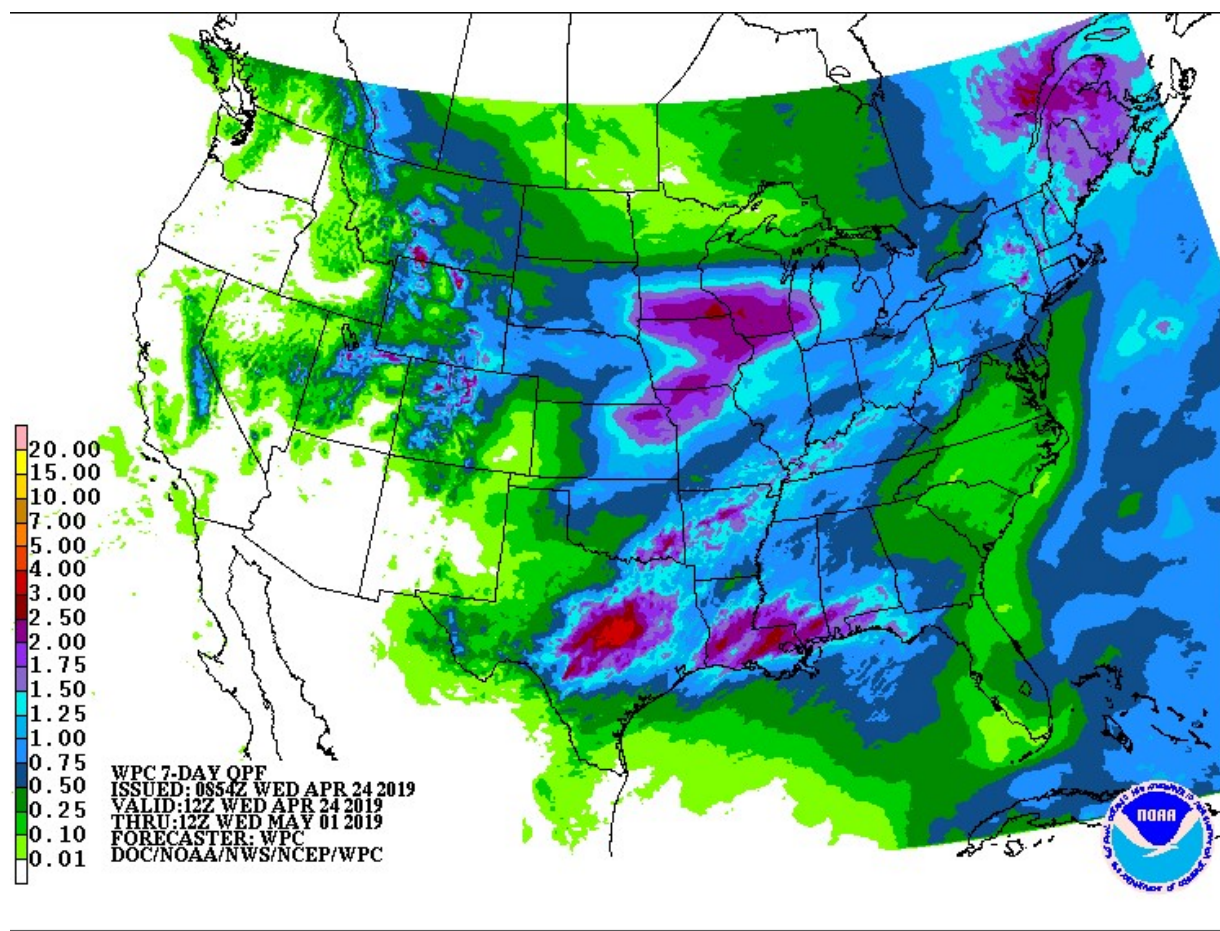 20.00
15.00
10.00
7.00
5.00
4.00
3.00
2.50
2.00
1.75
1.50
1.25
1.00
0.75
0.50
0.25
0.10
0.01
WPC 7-DAY QPF
ISSUED: 0854Z WED APR 24 2019
VALID:12Z WED APR 24 2019
THRU:12Z WED MAY 01 2019
FORECASTER: WPC
DOC/NOAA/NWS/NCEP/WPC
NOAA